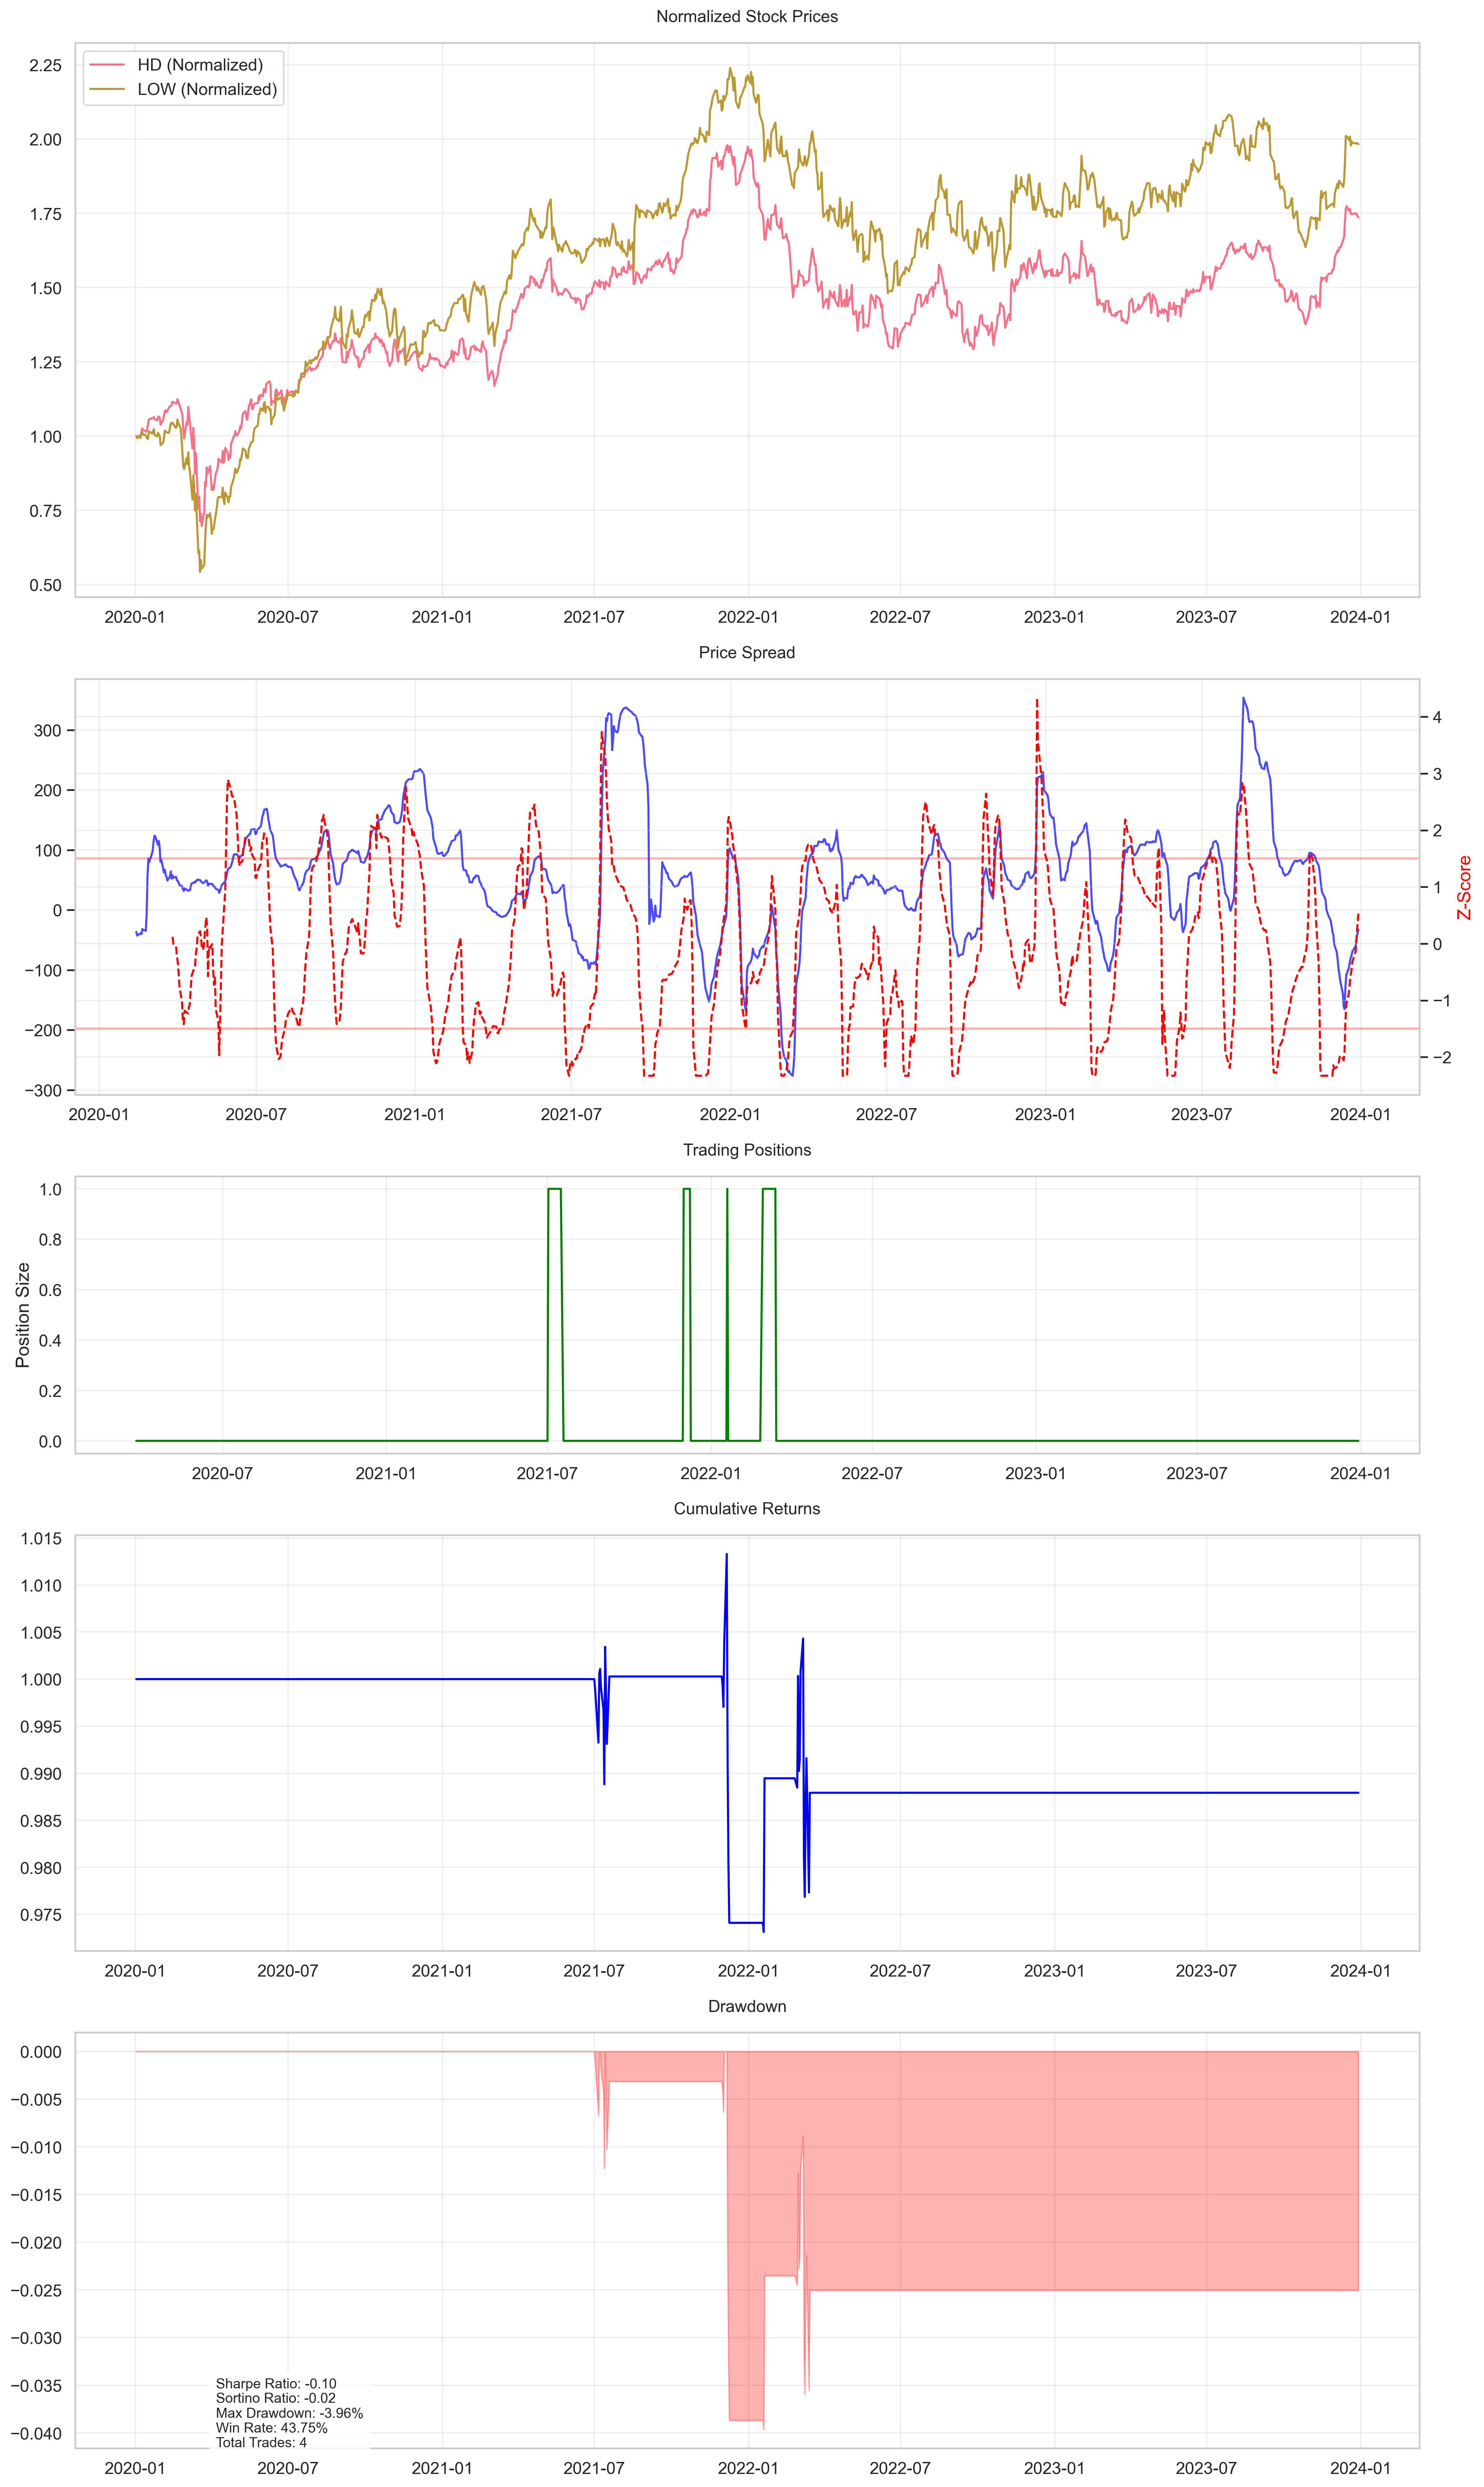 Normalized Stock Prices
HD (Normalized)
LOW (Normalized)
2.25
2.00
1.75
1.50
1.25
1.00
0.75
0.50
2020-01 2020-07 2021-01 2021-07 2022-01 2022-07 2023-01 2023-07 2024-01
Price Spread
300
200
100
0
−100
−200
−300
4
3
2
1
0
−1
−2
Z-Score
2020-01 2020-07 2021-01 2021-07 2022-01 2022-07 2023-01 2023-07 2024-01
Trading Positions
Position Size
1.0
0.8
0.6
0.4
0.2
0.0
2020-07 2021-01 2021-07 2022-01 2022-07 2023-01 2023-07 2024-01
Cumulative Returns
1.015
1.010
1.005
1.000
0.995
0.990
0.985
0.980
0.975
2020-01 2020-07 2021-01 2021-07 2022-01 2022-07 2023-01 2023-07 2024-01
Drawdown
0.000
−0.005
−0.010
−0.015
−0.020
−0.025
−0.030
−0.035
−0.040
Sharpe Ratio: -0.10
Sortino Ratio: -0.02
Max Drawdown: -3.96%
Win Rate: 43.75%
Total Trades: 4
2020-01 2020-07 2021-01 2021-07 2022-01 2022-07 2023-01 2023-07 2024-01